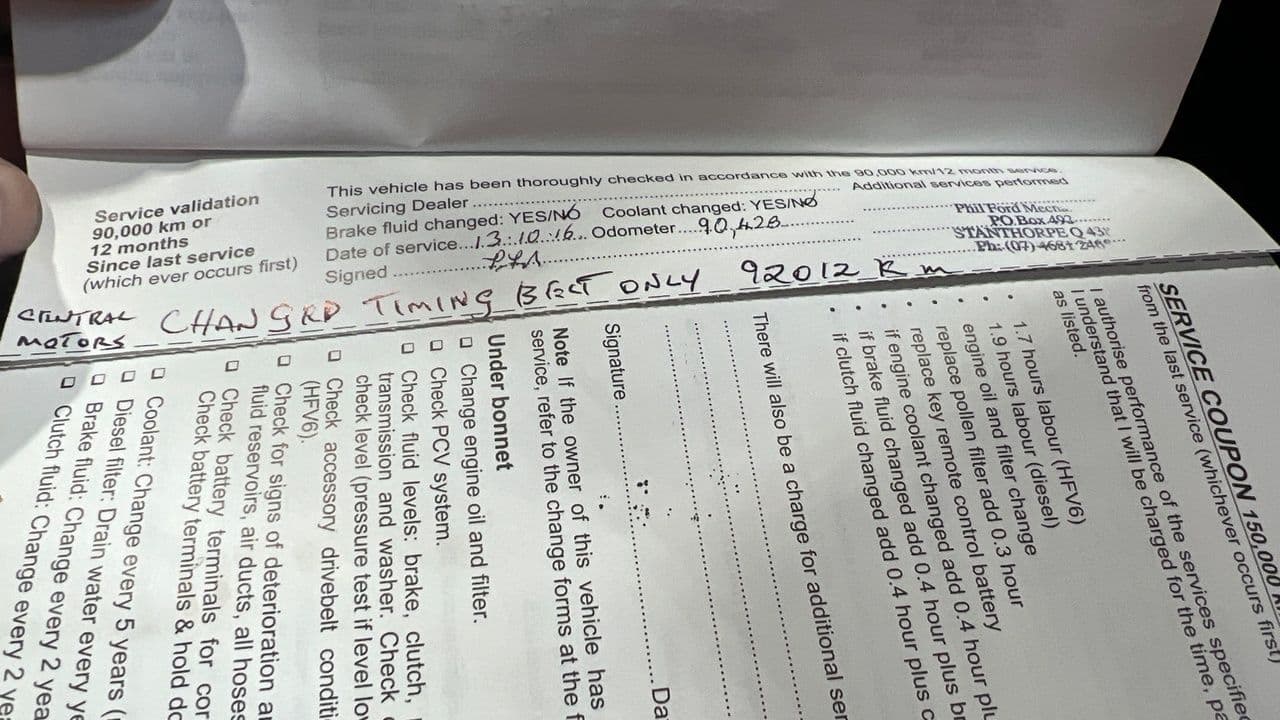 Service validation
90,000 km or
12 months
Since last service
(which ever occurs first)
This vehicle has been thoroughly checked in accordance with the 90,000 km/12 month service.
Servicing Dealer
Additional services performed
Brake fluid changed: YES/NO Coolant changed: YES/NO
Date of service...13.10.16... Odometer....90,428
Signed
Phil Ford
PO Box 492
STANTHORPE Q
Ph: (07)
CENTRAL
MOTORS
CHANGRD TIMING BELT ONLY 92012 Km
SERVICE COUPON 150,000
from the last service (whichever occurs first)
I authorise performance of the services specified
I understand that I will be charged for the time,
as listed.
• 1.7 hours labour (HFV6)
• 1.9 hours labour (diesel)
engine oil and filter change
• replace pollen filter add 0.3 hour
• replace key remote control battery
• if engine coolant changed add 0.4 hour plus
• if brake fluid changed add 0.4 hour plus
• if clutch fluid changed add 0.4 hour plus
There will also be a charge for additional
Signature
Note If the owner of this vehicle has
service, refer to the change forms at the
Under bonnet
□ Change engine oil and filter.
□ Check PCV system.
□ Check fluid levels: brake, clutch,
transmission and washer. Check
check level (pressure test if level
□ Check accessory drivebelt
(HFV6).
□ Check for signs of deterioration
fluid reservoirs, air ducts, all hoses
□ Check battery terminals for
Check battery terminals & hold
□ Coolant: Change every 5 years
□ Diesel filter: Drain water every
□ Brake fluid: Change every 2
□ Clutch fluid: Change every 2